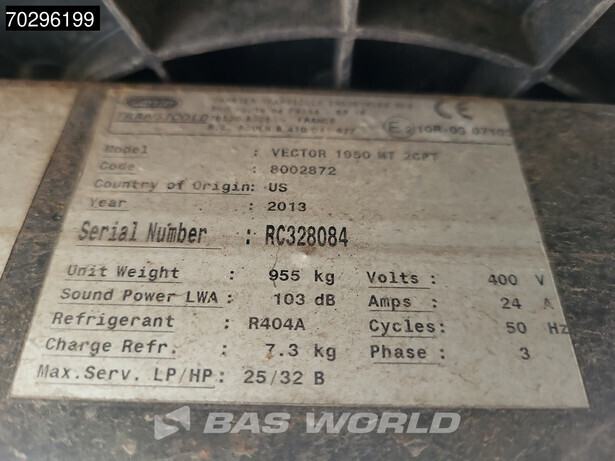 70296199
TRANSICOLD
FRANCE
CE
Model : VECTOR 1950 MT 2CPT
Code : 8002872
Country of Origin: US
Year : 2013
Serial Number : RC328084
Unit Weight : 955 kg Volts : 400 V
Sound Power LWA : 103 dB Amps : 24 A
Refrigerant : R404A Cycles: 50 Hz
Charge Refr. : 7.3 kg Phase : 3
Max.Serv. LP/HP: 25/32 B
BAS WORLD